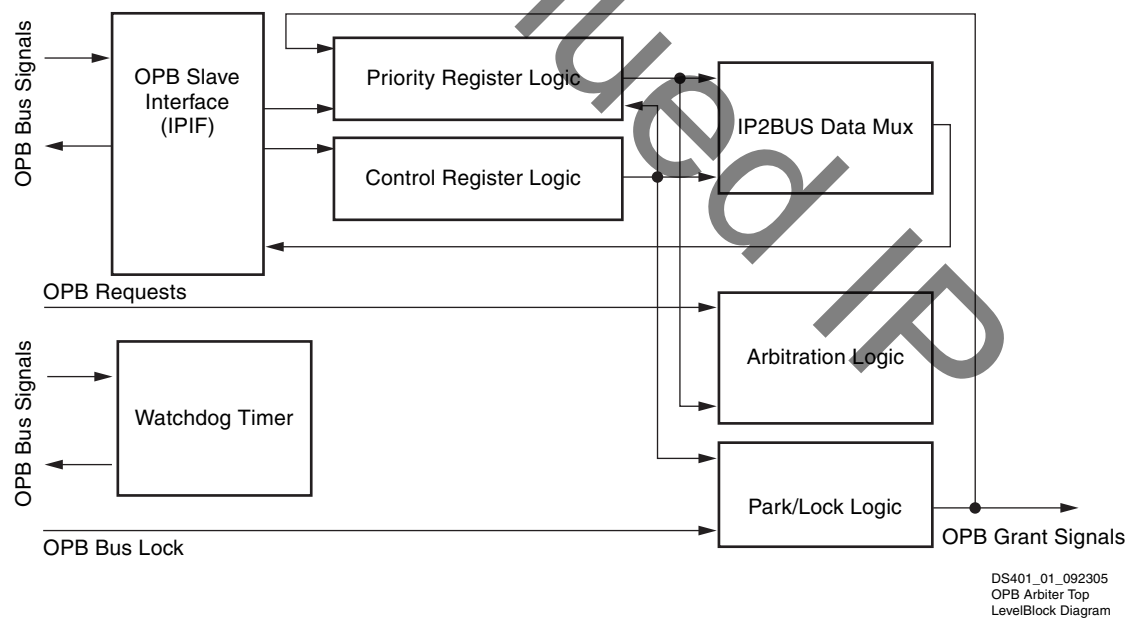 OPB Bus Signals
OPB Slave
Interface
(IPIF)
Priority Register Logic
Control Register Logic
IP2BUS Data Mux
OPB Requests
OPB Bus Signals
Watchdog Timer
Arbitration Logic
Park/Lock Logic
OPB Bus Lock
OPB Grant Signals
DS401_01_092305
OPB Arbiter Top
LevelBlock Diagram
ued IP